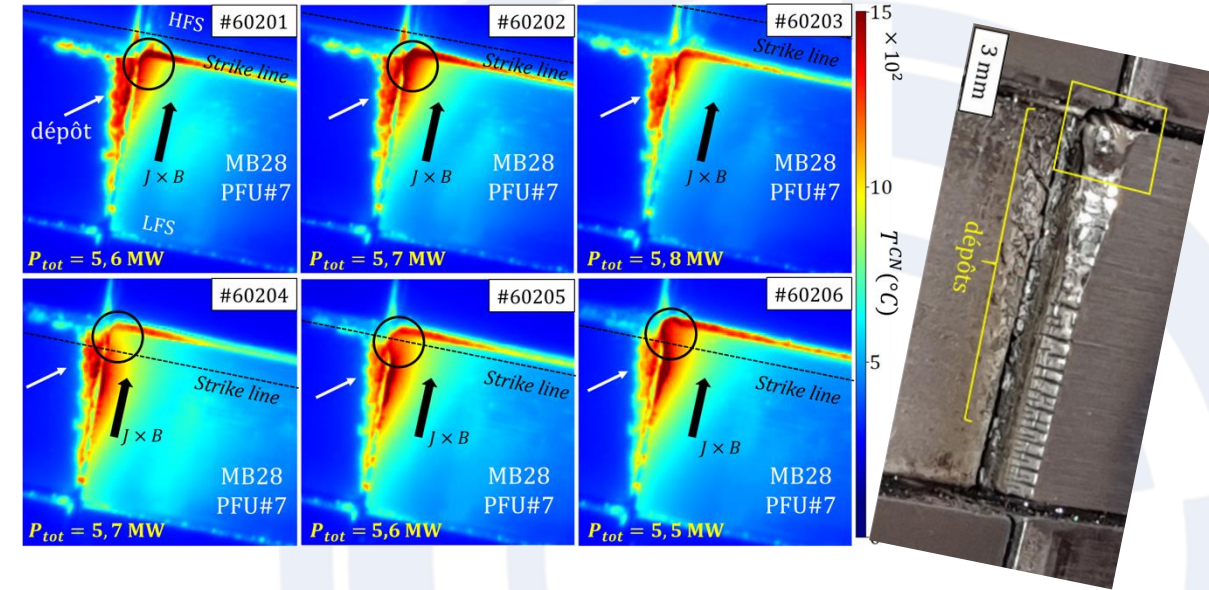 #60201
HFS
Strike line
dépôt
J × B
MB28
PFU#7
LFS
P_tot = 5,6 MW
#60202
Strike line
J × B
MB28
PFU#7
P_tot = 5,7 MW
#60203
Strike line
J × B
MB28
PFU#7
P_tot = 5,8 MW
#60204
Strike line
J × B
MB28
PFU#7
P_tot = 5,7 MW
#60205
Strike line
J × B
MB28
PFU#7
P_tot = 5,6 MW
#60206
Strike line
J × B
MB28
PFU#7
P_tot = 5,5 MW
15
× 10²
10
5
T^CN (°C)
3 mm
dépôts